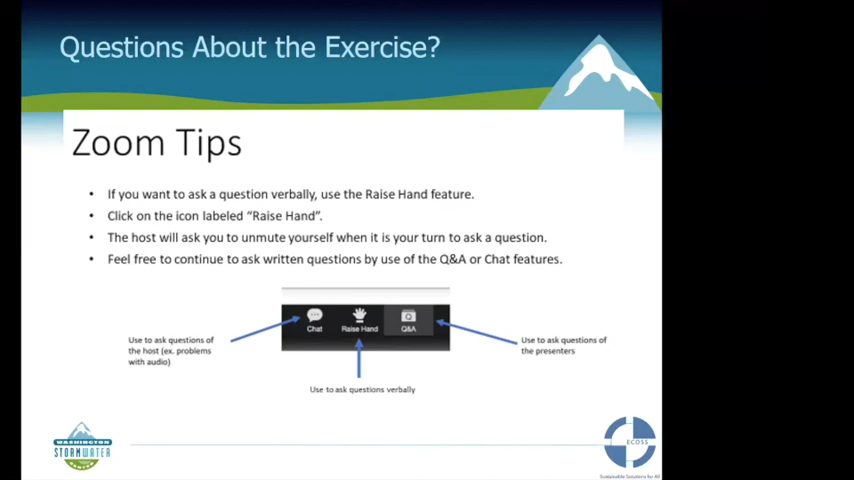 Questions About the Exercise?
Zoom Tips
• If you want to ask a question verbally, use the Raise Hand feature.
• Click on the icon labeled “Raise Hand”.
• The host will ask you to unmute yourself when it is your turn to ask a question.
• Feel free to continue to ask written questions by use of the Q&A or Chat features.
Chat
Raise Hand
Q&A
Use to ask questions of
the host (ex. problems
with audio)
Use to ask questions of
the presenters
Use to ask questions verbally
WASHINGTON
STORMWATER
CENTER
ECOSS
Sustainable Solutions for All